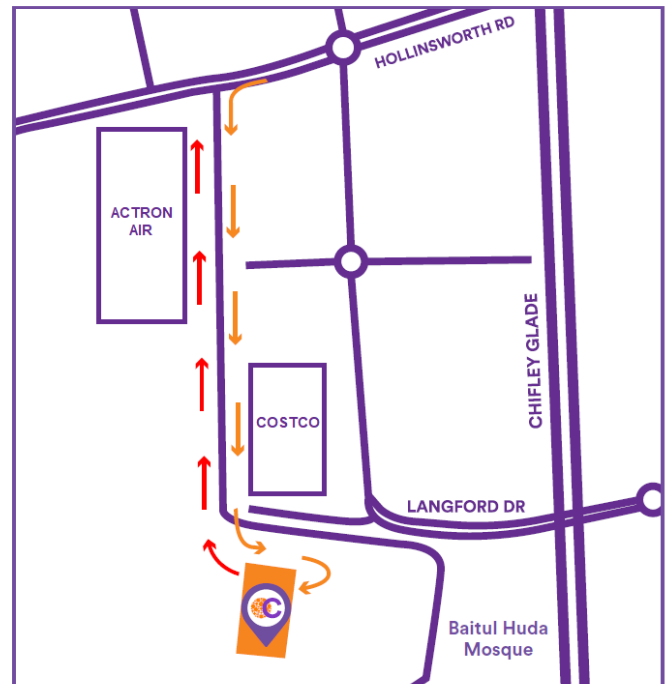 HOLLINSWORTH RD
ACTRON
AIR
CHIFLEY GLADE
COSTCO
LANGFORD DR
C
Baitul Huda
Mosque